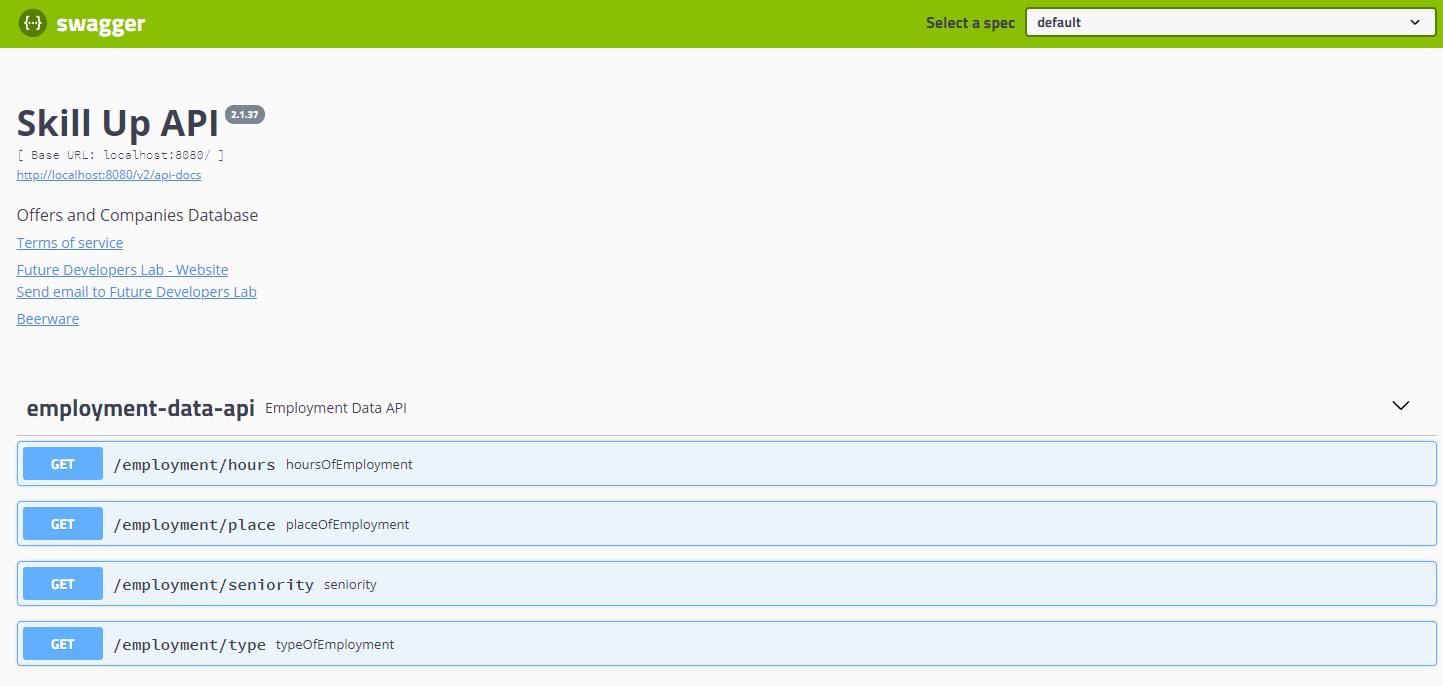 {··} swagger Select a spec default
Skill Up API 2.1.37
[ Base URL: localhost:8080/ ]
http://localhost:8080/v2/api-docs
Offers and Companies Database
Terms of service
Future Developers Lab - Website
Send email to Future Developers Lab
Beerware
employment-data-api Employment Data API
GET /employment/hours hoursOfEmployment
GET /employment/place placeOfEmployment
GET /employment/seniority seniority
GET /employment/type typeOfEmployment